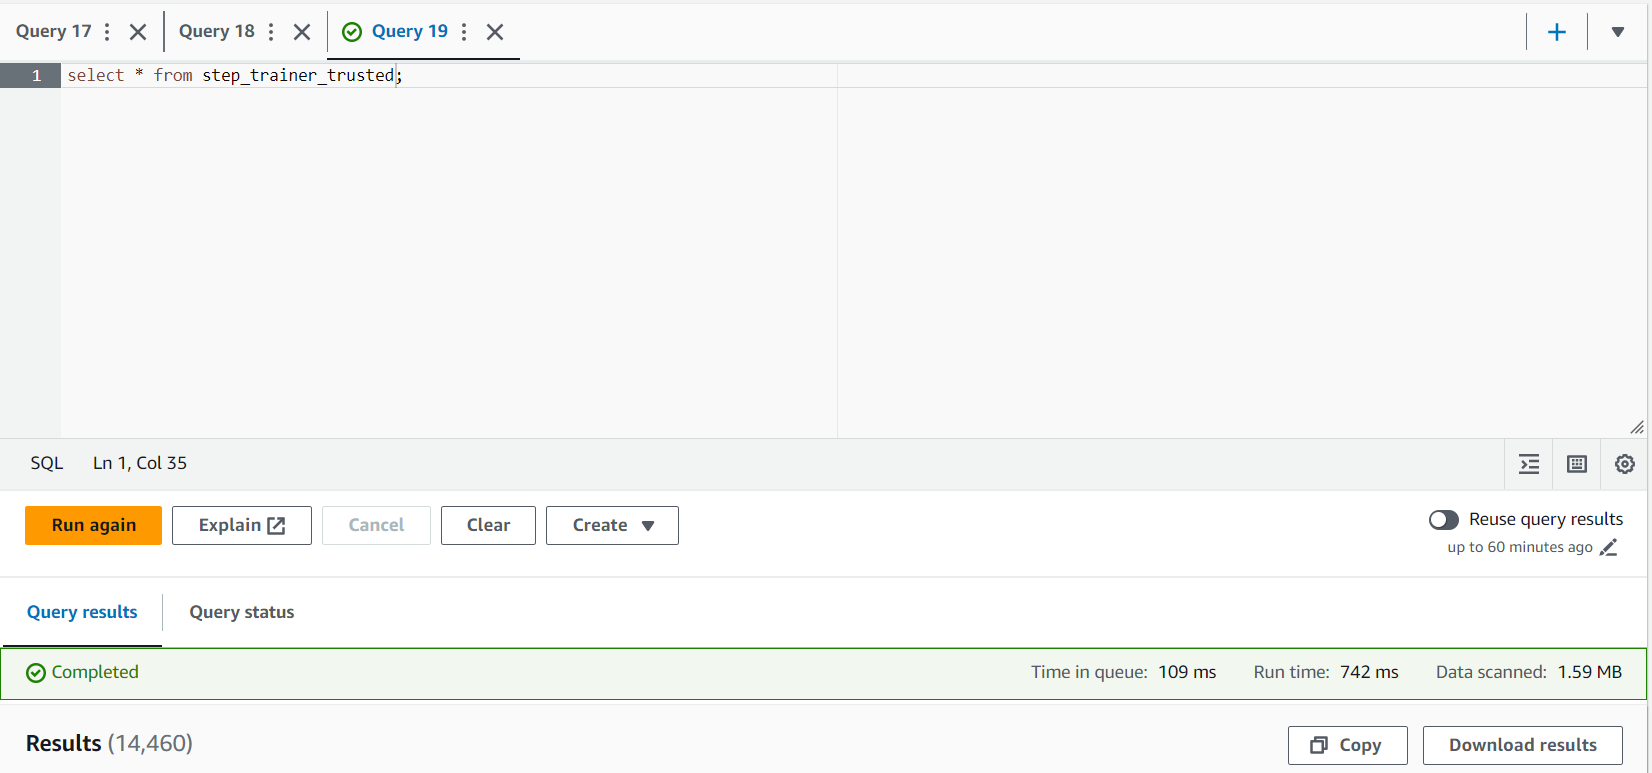 Query 17 Query 18 Query 19
1 select * from step_trainer_trusted;
SQL Ln 1, Col 35
Run again Explain Cancel Clear Create Reuse query results
up to 60 minutes ago
Query results Query status
Completed Time in queue: 109 ms Run time: 742 ms Data scanned: 1.59 MB
Results (14,460) Copy Download results